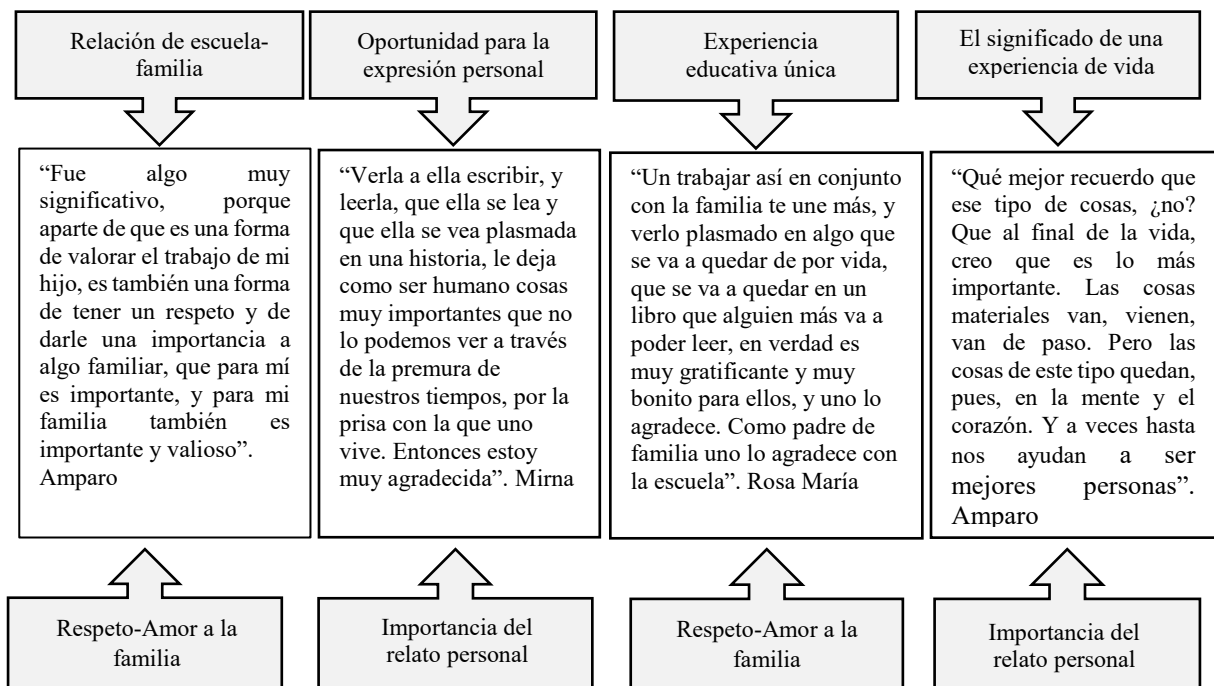 Relación de escuela-
familia
Oportunidad para la
expresión personal
Experiencia
educativa única
El significado de una
experiencia de vida
“Fue algo muy
significativo, porque
aparte de que es una forma
de valorar el trabajo de mi
hijo, es también una forma
de tener un respeto y de
darle una importancia a
algo familiar, que para mí
es importante, y para mi
familia también es
importante y valioso”.
Amparo
“Verla a ella escribir, y
leerla, que ella se lea y
que ella se vea plasmada
en una historia, le deja
como ser humano cosas
muy importantes que no
lo podemos ver a través
de la premura de
nuestros tiempos, por la
prisa con la que uno
vive. Entonces estoy
muy agradecida”. Mirna
“Un trabajar así en conjunto
con la familia te une más, y
verlo plasmado en algo que
se va a quedar de por vida,
que se va a quedar en un
libro que alguien más va a
poder leer, en verdad es
muy gratificante y muy
bonito para ellos, y uno lo
agradece. Como padre de
familia uno lo agradece con
la escuela”. Rosa María
“Qué mejor recuerdo que
ese tipo de cosas, ¿no?
Que al final de la vida,
creo que es lo más
importante. Las cosas
materiales van, vienen,
van de paso. Pero las
cosas de este tipo quedan,
pues, en la mente y el
corazón. Y a veces hasta
nos ayudan a ser
mejores personas”.
Amparo
Respeto-Amor a la
familia
Importancia del
relato personal
Respeto-Amor a la
familia
Importancia del
relato personal